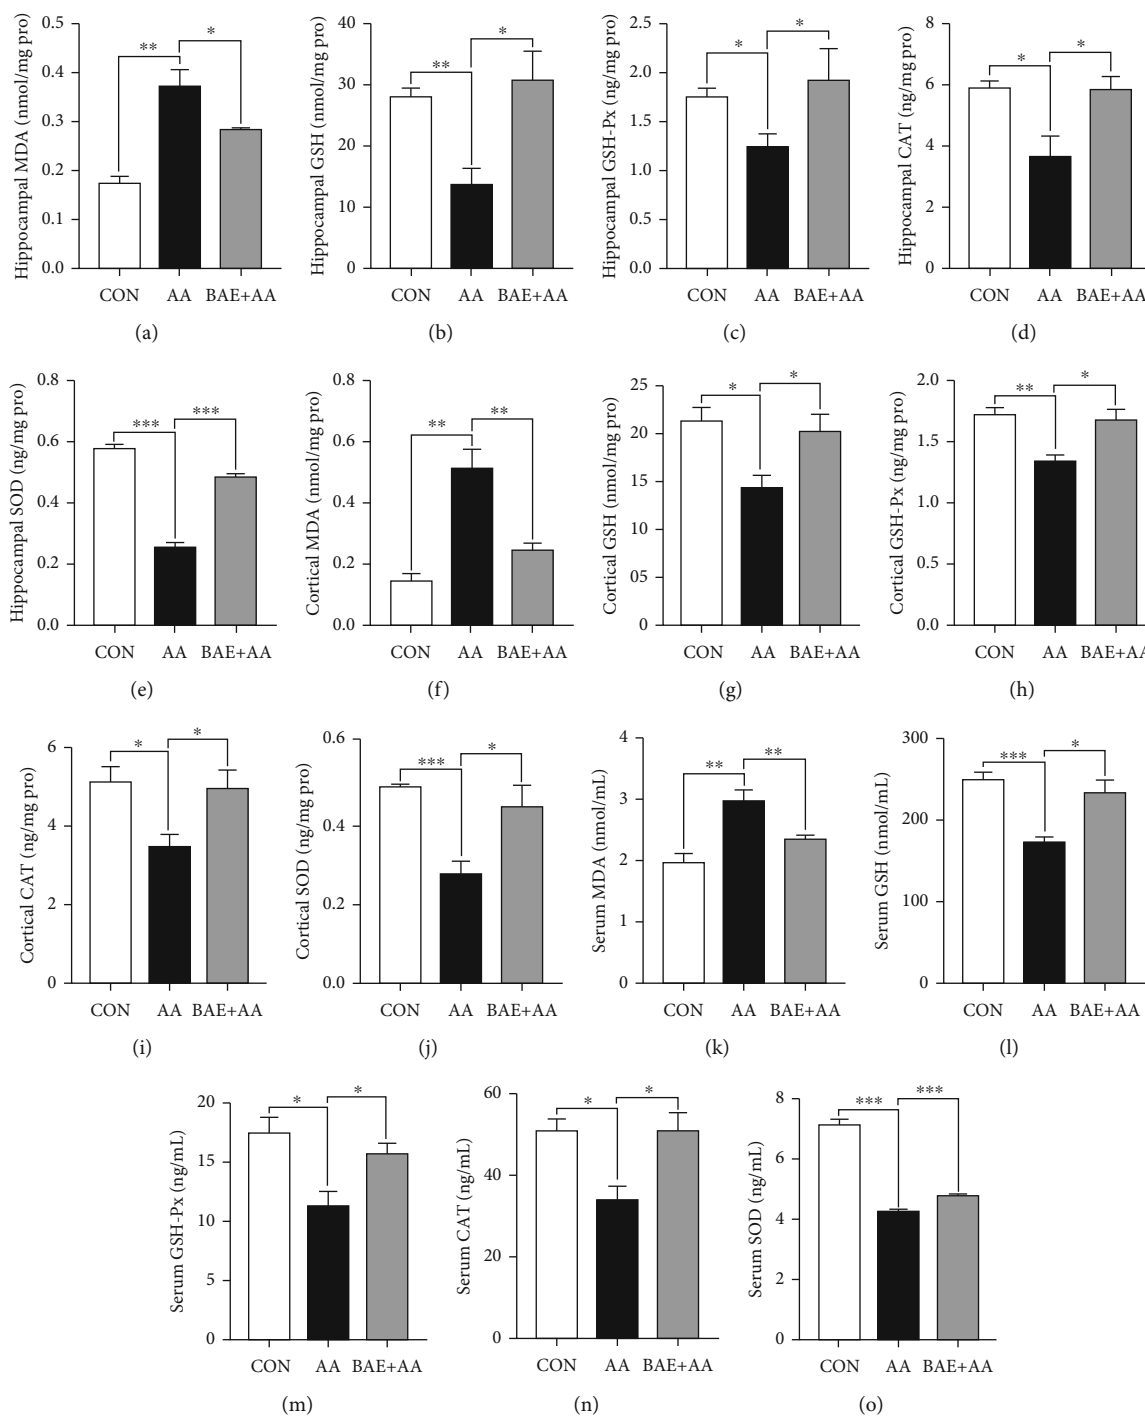 Hippocampal MDA (nmol/mg pro)
0.5
0.4
0.3
0.2
0.1
0.0
**
*
CON AA BAE+AA
(a)
Hippocampal GSH (nmol/mg pro)
40
30
20
10
0
**
*
CON AA BAE+AA
(b)
Hippocampal GSH-Px (ng/mg pro)
2.5
2.0
1.5
1.0
0.5
0.0
*
*
CON AA BAE+AA
(c)
Hippocampal CAT (ng/mg pro)
8
6
4
2
0
*
*
CON AA BAE+AA
(d)
Hippocampal SOD (ng/mg pro)
0.8
0.6
0.4
0.2
0.0
***
***
CON AA BAE+AA
(e)
Cortical MDA (nmol/mg pro)
0.8
0.6
0.4
0.2
0.0
**
**
CON AA BAE+AA
(f)
Cortical GSH (nmol/mg pro)
25
20
15
10
05
0.0
*
*
CON AA BAE+AA
(g)
Cortical GSH-Px (ng/mg pro)
2.0
1.5
1.0
0.5
0.0
**
*
CON AA BAE+AA
(h)
Cortical CAT (ng/mg pro)
6
4
2
0
*
*
CON AA BAE+AA
(i)
Cortical SOD (ng/mg pro)
0.6
0.4
0.2
0.0
***
*
CON AA BAE+AA
(j)
Serum MDA (nmol/mL)
4
3
2
1
0
**
**
CON AA BAE+AA
(k)
Serum GSH (nmol/mL)
300
200
100
0
***
*
CON AA BAE+AA
(l)
Serum GSH-Px (ng/mL)
20
15
10
5
0
*
*
CON AA BAE+AA
(m)
Serum CAT (ng/mL)
60
40
20
0
*
*
CON AA BAE+AA
(n)
Serum SOD (ng/mL)
8
6
4
2
0
***
***
CON AA BAE+AA
(o)